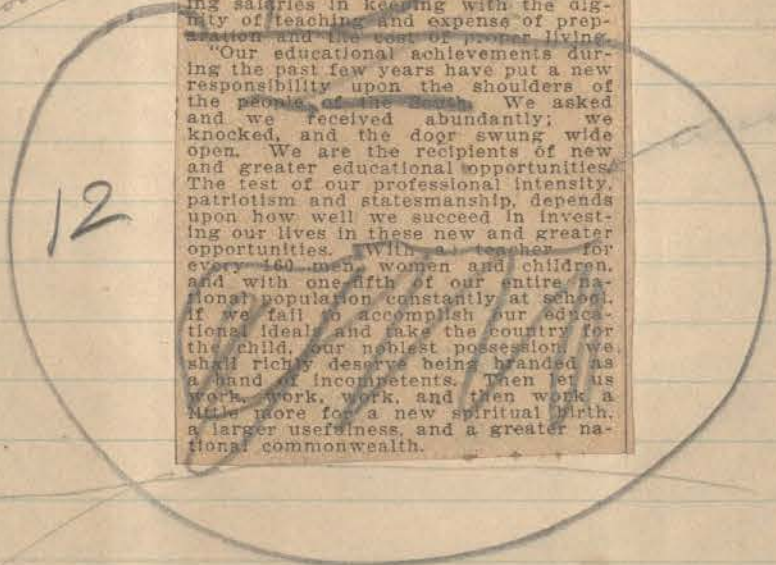 ing salaries in keeping with the dig-
nity of teaching and expense of prep-
aration and the cost of proper living.
"Our educational achievements dur-
ing the past few years have put a new
responsibility upon the shoulders of
the people of the South. We asked
and we received abundantly; we
knocked, and the door swung wide
open. We are the recipients of new
and greater educational opportunities.
The test of our professional intensity,
patriotism and statesmanship, depends
upon how well we succeed in invest-
ing our lives in these new and greater
opportunities. With a teacher for
every 160 men, women and children,
and with one-fifth of our entire na-
tional population constantly at school,
if we fail to accomplish our educa-
tional ideals and take the country for
the child, our noblest possession, we
shall richly deserve being branded as
a band of incompetents. Then let us
work, work, work, and then work a
little more for a new spiritual birth,
a larger usefulness, and a greater na-
tional commonwealth.
12